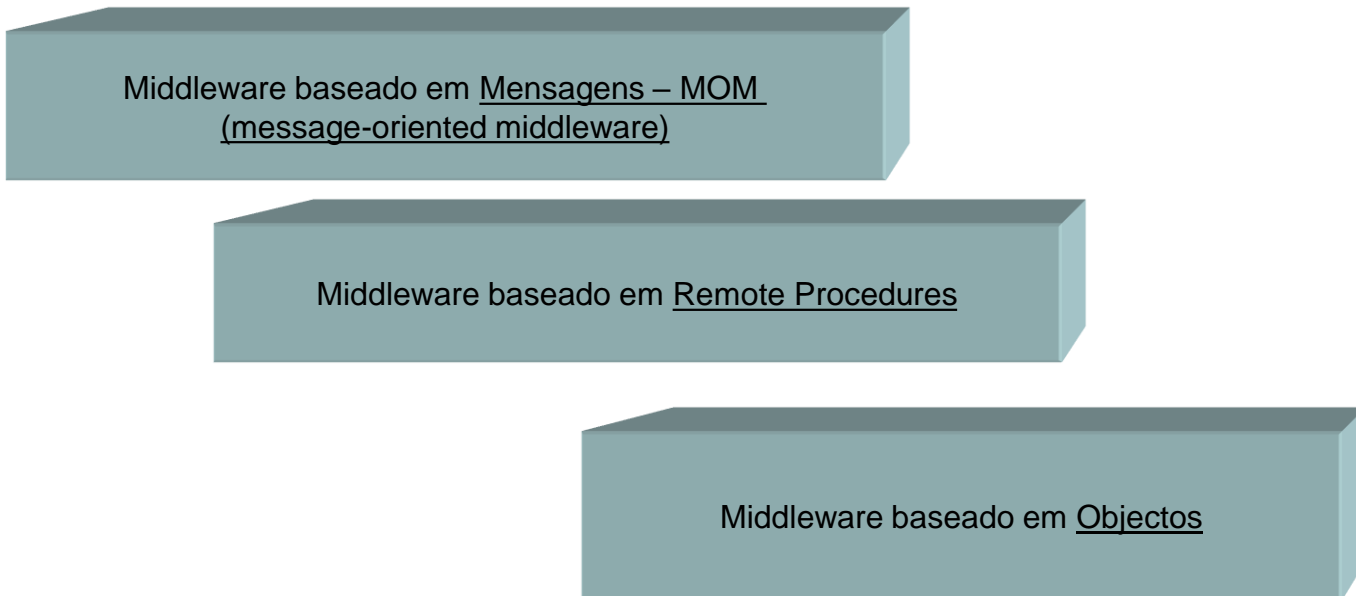 Middleware baseado em Mensagens – MOM
(message-oriented middleware)
Middleware baseado em Remote Procedures
Middleware baseado em Objectos